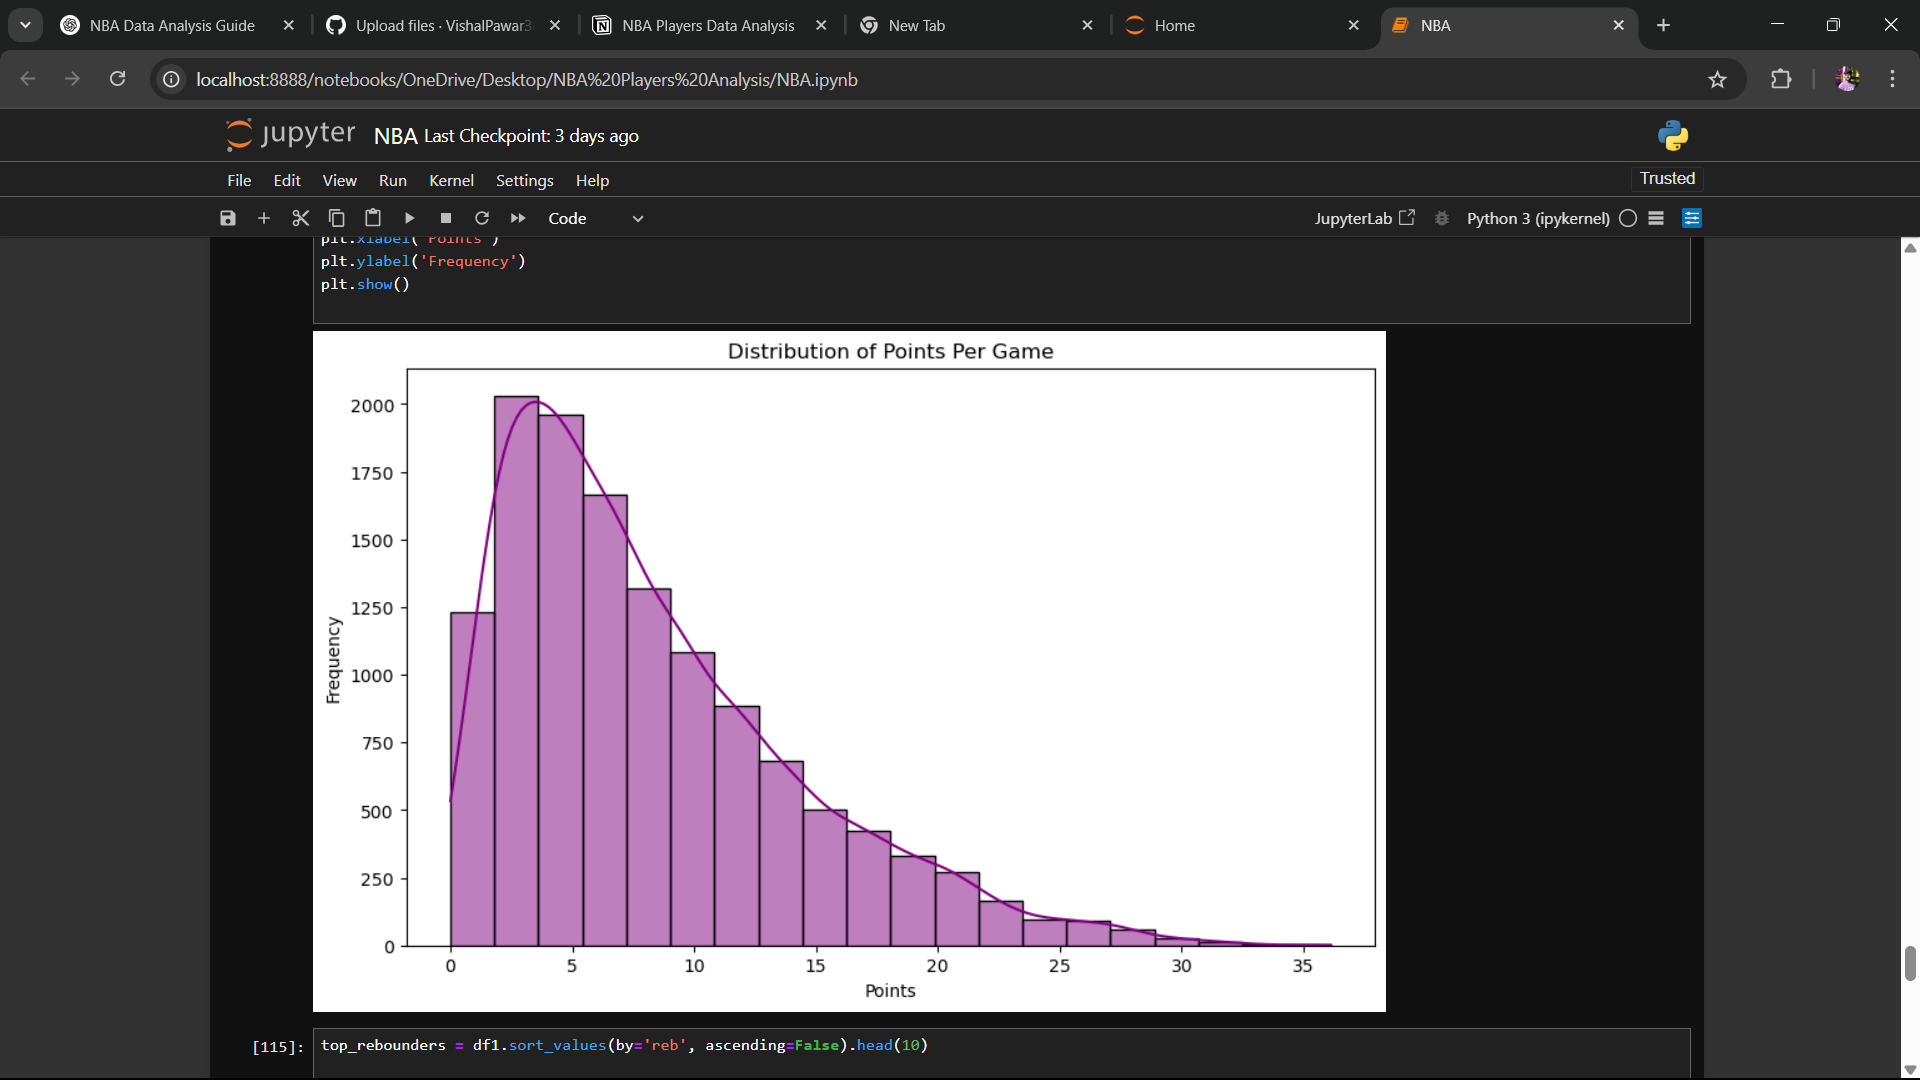 NBA Data Analysis Guide
Upload files · VishalPawar3
NBA Players Data Analysis
New Tab
Home
NBA
localhost:8888/notebooks/OneDrive/Desktop/NBA%20Players%20Analysis/NBA.ipynb
jupyter NBA Last Checkpoint: 3 days ago
File Edit View Run Kernel Settings Help Trusted
Code JupyterLab Python 3 (ipykernel)
plt.xlabel('Points')
plt.ylabel('Frequency')
plt.show()
Distribution of Points Per Game
2000
1750
1500
1250
1000
750
500
250
0
Frequency
0 5 10 15 20 25 30 35
Points
[115]: top_rebounders = df1.sort_values(by='reb', ascending=False).head(10)